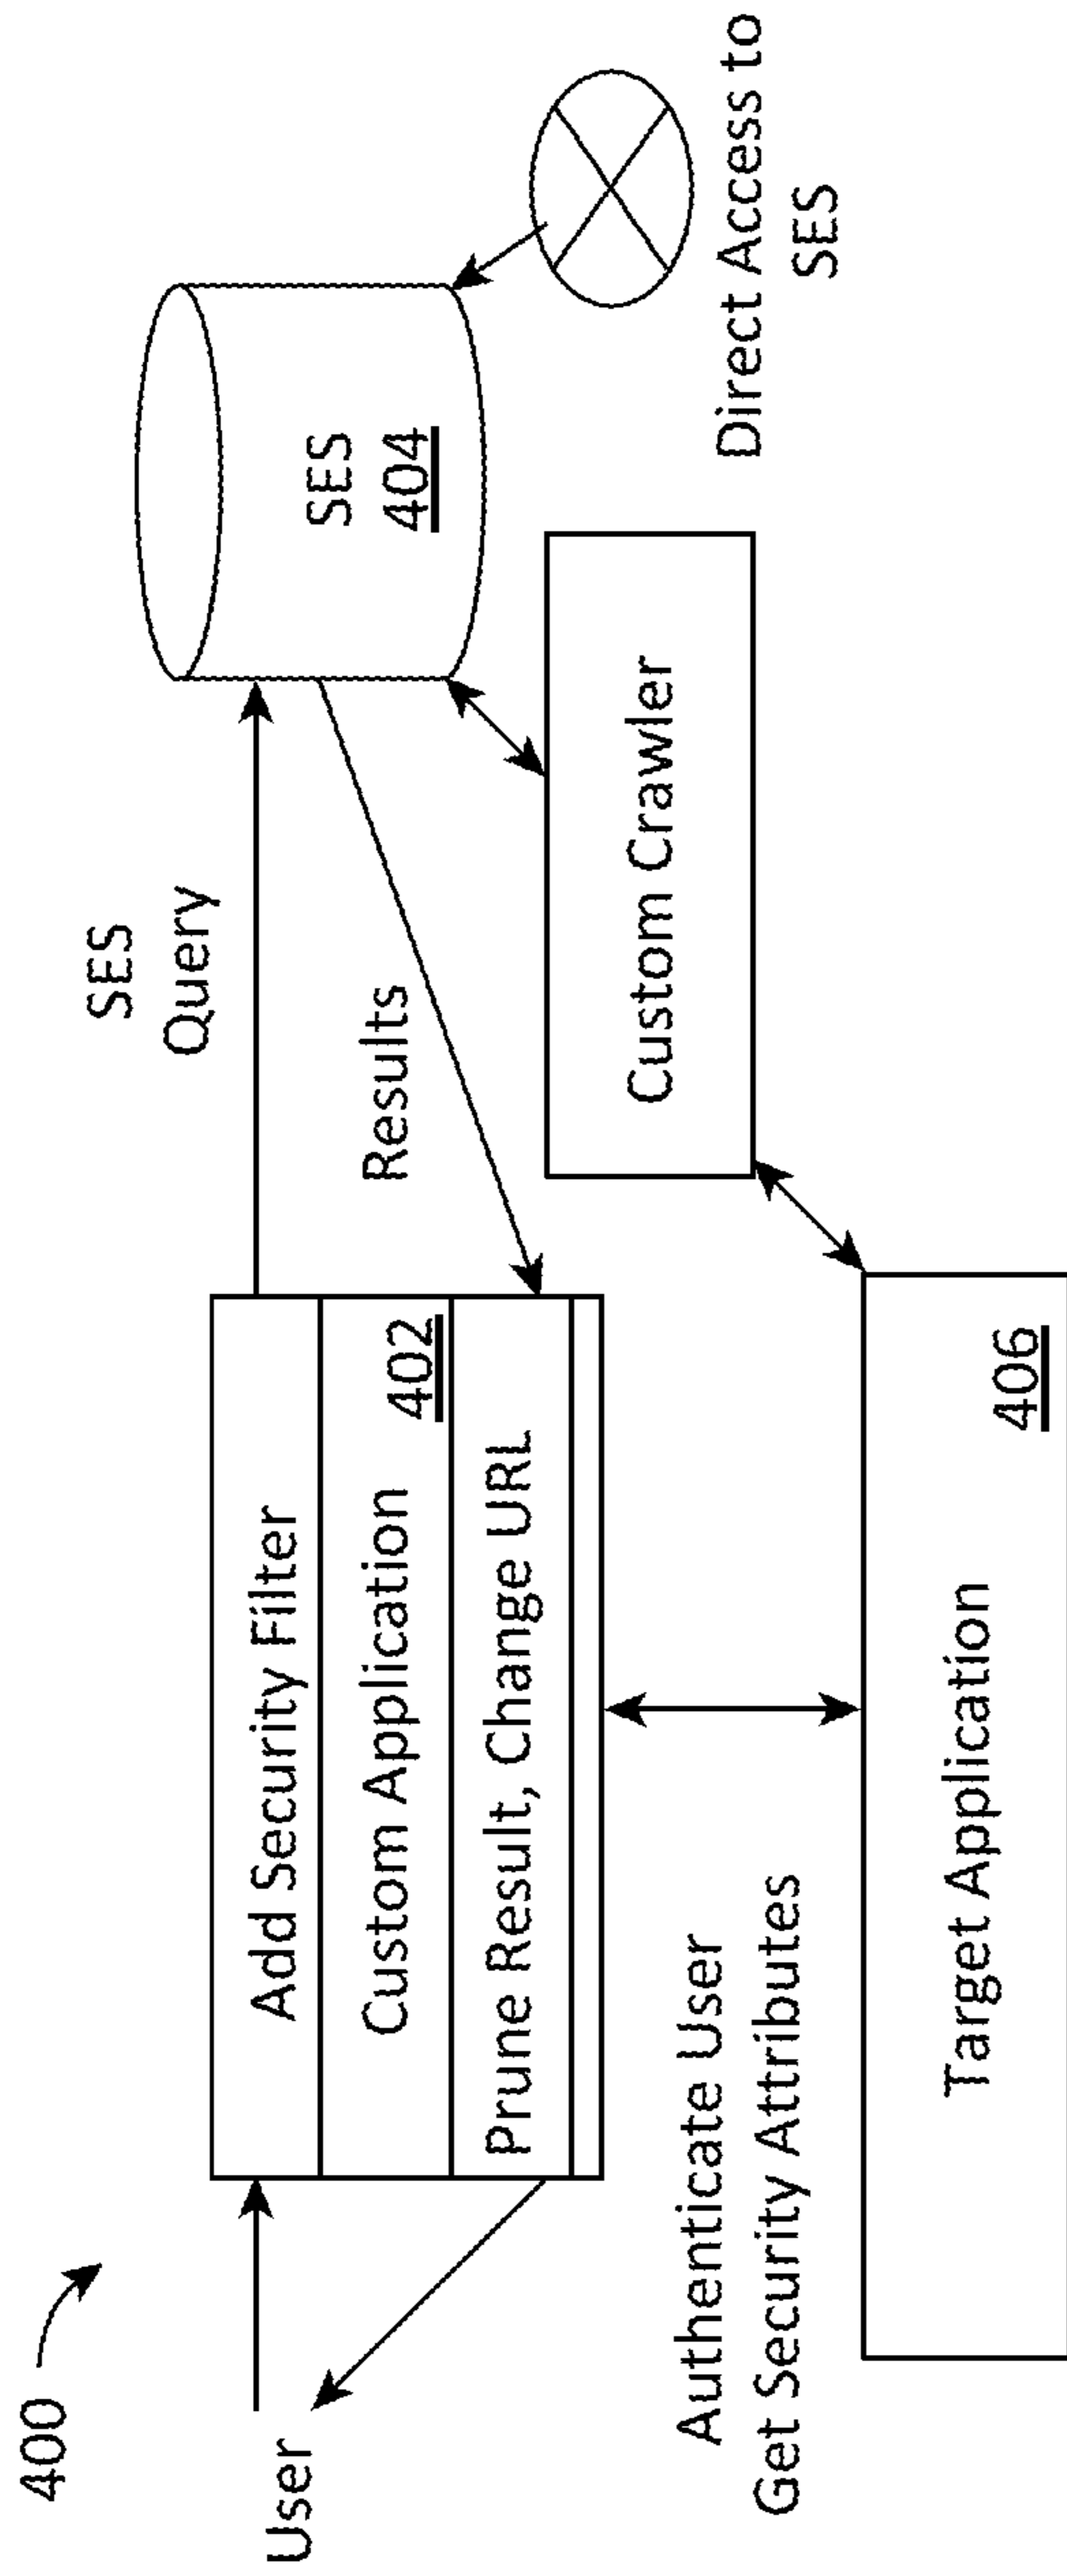 400
User
Add Security Filter
Custom Application
402
Prune Result, Change URL
SES
Query
Results
SES
404
Direct Access to
SES
Custom Crawler
Authenticate User
Get Security Attributes
Target Application
406